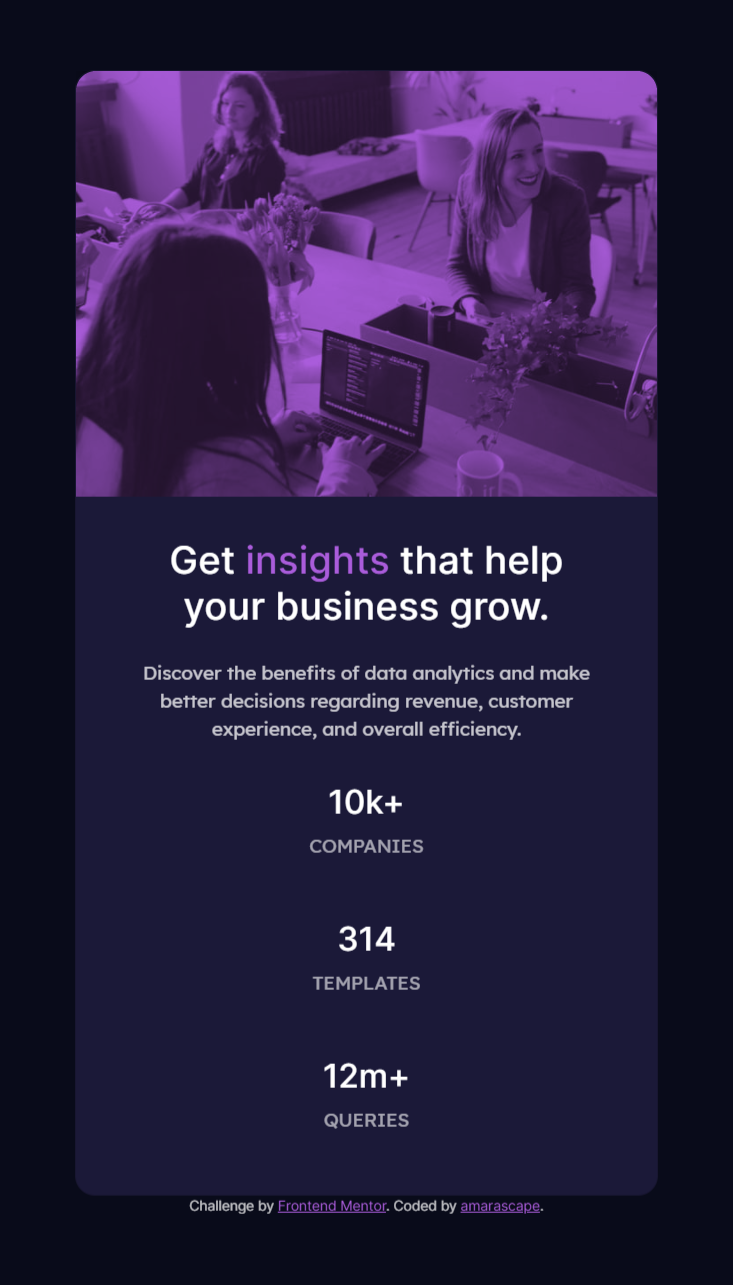 Get insights that help
your business grow.
Discover the benefits of data analytics and make
better decisions regarding revenue, customer
experience, and overall efficiency.
10k+
COMPANIES
314
TEMPLATES
12m+
QUERIES
Challenge by Frontend Mentor. Coded by amarascape.